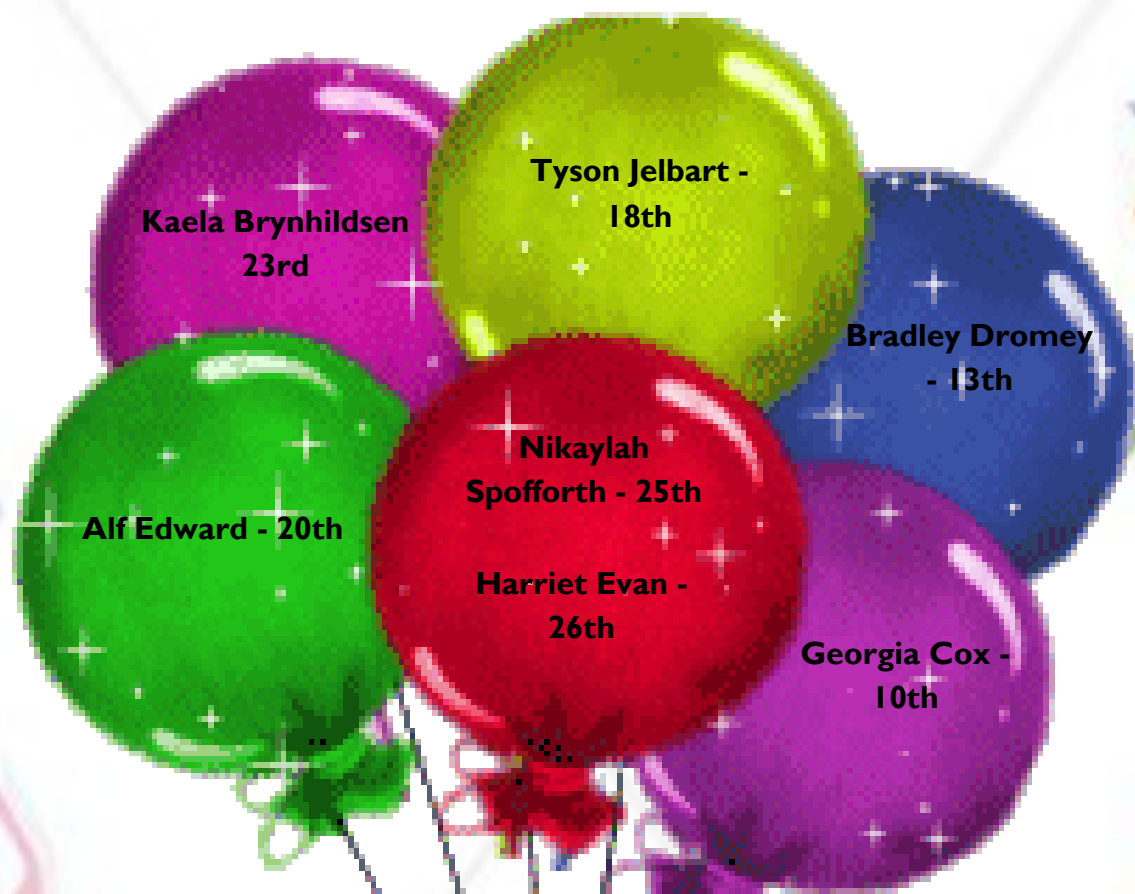 Tyson Jelbart -
18th
Kaela Brynhildsen
23rd
Bradley Dromey
- 13th
Nikaylah
Spofforth - 25th
Alf Edward - 20th
Harriet Evan -
26th
Georgia Cox -
10th